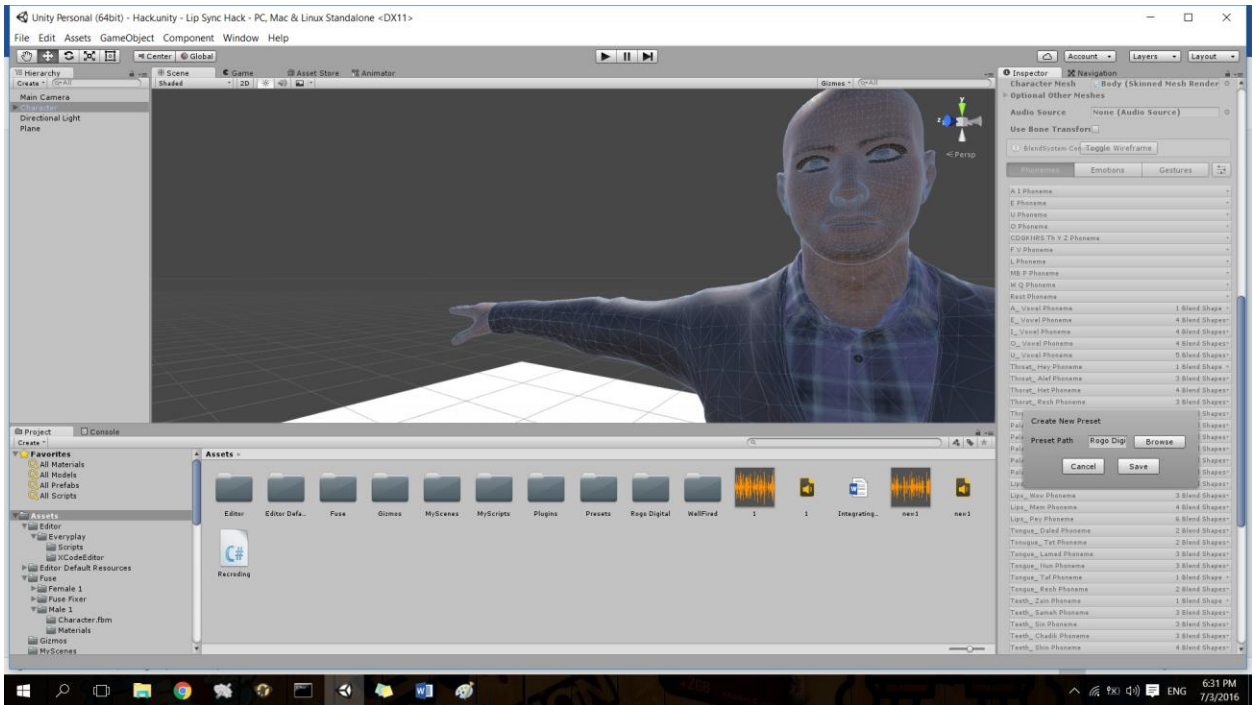 Unity Personal (64bit) - Hack.unity - Lip Sync Hack - PC, Mac & Linux Standalone <DX11>
File Edit Assets GameObject Component Window Help
Center Global
Account Layers Layout
Hierarchy
Create
Main Camera
Character
Directional Light
Plane
Scene Game Asset Store Animator
Shaded 2D Gizmos
y
z
Persp
Inspector Navigation
Character Mesh Body (Skinned Mesh Render
Optional Other Meshes
Audio Source None (Audio Source)
Use Bone Transform
BlendSystem Toggle Wireframe
Phonemes Emotions Gestures
A I Phoneme
E Phoneme
U Phoneme
O Phoneme
CDGKNRS Th Y Z Phoneme
F V Phoneme
L Phoneme
MB P Phoneme
W Q Phoneme
Rest Phoneme
A_ Vowel Phoneme 1 Blend Shape
E_ Vowel Phoneme 4 Blend Shapes
I_ Vowel Phoneme 4 Blend Shapes
O_ Vowel Phoneme 4 Blend Shapes
U_ Vowel Phoneme 5 Blend Shapes
Throat_ Hey Phoneme 1 Blend Shape
Throat_ Alef Phoneme 3 Blend Shapes
Thorat_ Het Phoneme 4 Blend Shapes
Thorat_ Resh Phoneme 3 Blend Shapes
Create New Preset
Preset Path Rogo Digi Browse
Cancel Save
Lips_ Wov Phoneme 3 Blend Shapes
Lips_ Mem Phoneme 4 Blend Shapes
Lips_ Pey Phoneme 6 Blend Shapes
Tongue_ Daled Phoneme 2 Blend Shapes
Tonugue_ Tet Phoneme 2 Blend Shapes
Tongue_ Lamed Phoneme 3 Blend Shapes
Tongue_ Nun Phoneme 3 Blend Shapes
Tongue_ Taf Phoneme 1 Blend Shape
Tongue_ Resh Phoneme 2 Blend Shapes
Teeth_ Zain Phoneme 1 Blend Shape
Teeth_ Sameh Phoneme 3 Blend Shapes
Teeth_ Sin Phoneme 3 Blend Shapes
Teeth_ Chadik Phoneme 3 Blend Shapes
Teeth_ Shin Phoneme 4 Blend Shapes
Project Console
Create
Favorites
All Materials
All Models
All Prefabs
All Scripts
Assets
Editor
Everyplay
Scripts
XCodeEditor
Editor Default Resources
Fuse
Female 1
Fuse Fixer
Male 1
Character.fbm
Materials
Gizmos
MyScenes
Assets
Editor Editor Defa... Fuse Gizmos MyScenes MyScripts Plugins Presets Rogo Digital WellFired 1 1 Integrating... new1 new1
C#
Recroding
ENG
6:31 PM
7/3/2016